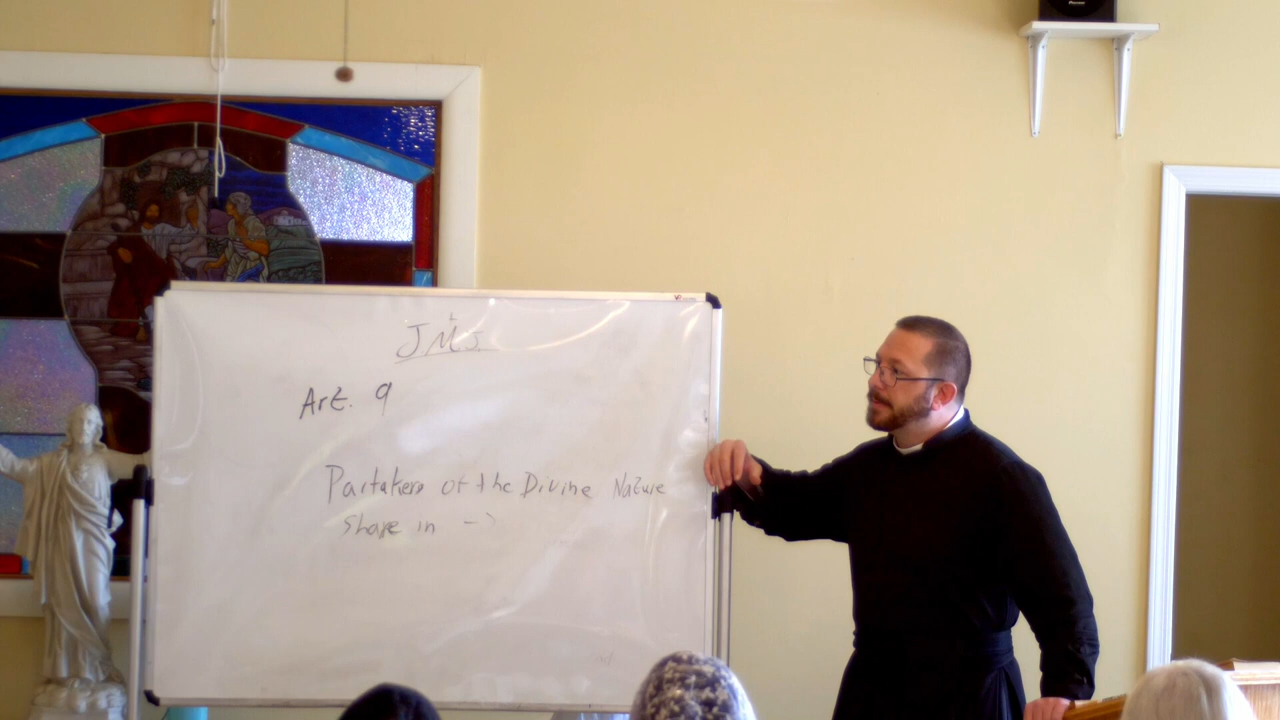 JMJ
Art. 9
Partakers of the Divine Nature
share in ->